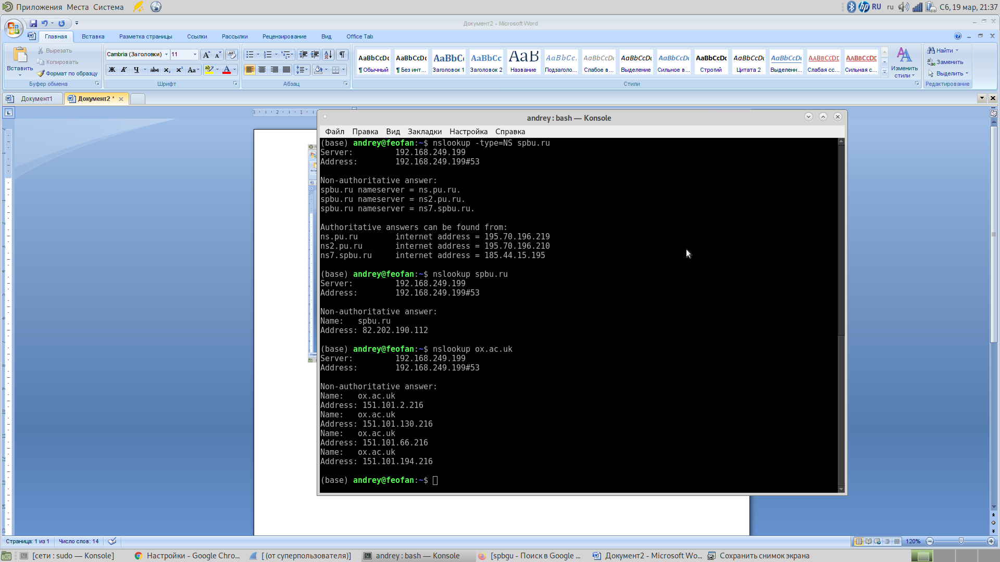 Приложения Места Система RU ru Сб, 19 мар, 21:37
Документ2 - Microsoft Word
Главная Вставка Разметка страницы Ссылки Рассылки Рецензирование Вид Office Tab
Вставить Вырезать Копировать Формат по образцу
Буфер обмена
Cambria (Заголовки) 11
Ж К Ч abc x₂ x² ab A
Шрифт
Абзац
AaBbCcDc AaBbCcDc AaBbC AaBbCc AaB AaBbCc. AaBbCcDc AaBbCcDc AaBbCcDc AaBbCcDc AaBbCcDc AaBbCcDc AABBCCDD AABBCCDD
¶ Обычный ¶ Без инт... Заголовок 1 Заголовок 2 Название Подзаголо... Слабое в... Выделение Сильное в... Строгий Цитата 2 Выделенн... Слабая сс... Сильная с...
Изменить стили
Стили
Найти
Заменить
Выделить
Редактирование
Документ1 Документ2 *
3 2 1
andrey : bash — Konsole
Файл Правка Вид Закладки Настройка Справка
(base) andrey@feofan:~$ nslookup -type=NS spbu.ru
Server: 192.168.249.199
Address: 192.168.249.199#53
Non-authoritative answer:
spbu.ru nameserver = ns.pu.ru.
spbu.ru nameserver = ns2.pu.ru.
spbu.ru nameserver = ns7.spbu.ru.
Authoritative answers can be found from:
ns.pu.ru internet address = 195.70.196.219
ns2.pu.ru internet address = 195.70.196.210
ns7.spbu.ru internet address = 185.44.15.195
(base) andrey@feofan:~$ nslookup spbu.ru
Server: 192.168.249.199
Address: 192.168.249.199#53
Non-authoritative answer:
Name: spbu.ru
Address: 82.202.190.112
(base) andrey@feofan:~$ nslookup ox.ac.uk
Server: 192.168.249.199
Address: 192.168.249.199#53
Non-authoritative answer:
Name: ox.ac.uk
Address: 151.101.2.216
Name: ox.ac.uk
Address: 151.101.130.216
Name: ox.ac.uk
Address: 151.101.66.216
Name: ox.ac.uk
Address: 151.101.194.216
(base) andrey@feofan:~$
Страница: 1 из 1 Число слов: 14 120%
[сети : sudo — Konsole] Настройки - Google Chro... [ (от суперпользователя)] andrey : bash — Konsole [spbgu - Поиск в Google ... Документ2 - Microsoft Wo... Сохранить снимок экрана